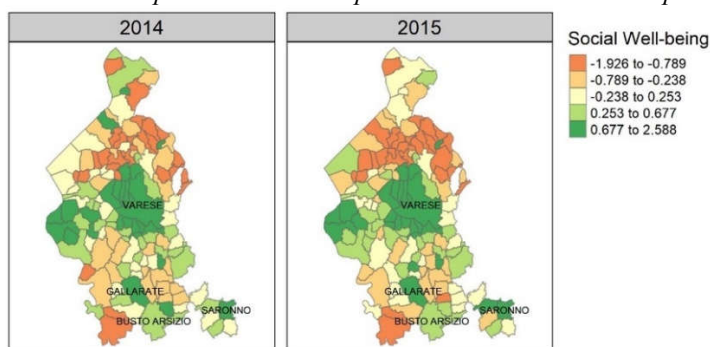 2014
2015
Social Well-being
-1.926 to -0.789
-0.789 to -0.238
-0.238 to 0.253
0.253 to 0.677
0.677 to 2.588
VARESE
GALLARATE
SARONNO
BUSTO ARSIZIO
VARESE
GALLARATE
SARONNO
BUSTO ARSIZIO